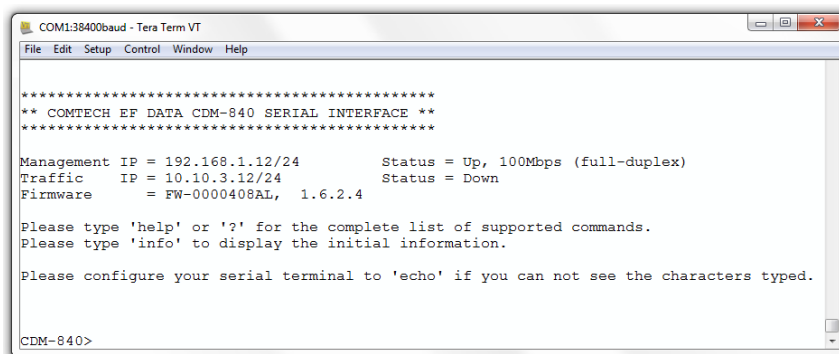 COM1:38400baud - Tera Term VT
File Edit Setup Control Window Help
**********************************************
** COMTECH EF DATA CDM-840 SERIAL INTERFACE **
**********************************************
Management IP = 192.168.1.12/24 Status = Up, 100Mbps (full-duplex)
Traffic IP = 10.10.3.12/24 Status = Down
Firmware = FW-0000408AL, 1.6.2.4
Please type 'help' or '?' for the complete list of supported commands.
Please type 'info' to display the initial information.
Please configure your serial terminal to 'echo' if you can not see the characters typed.
CDM-840>